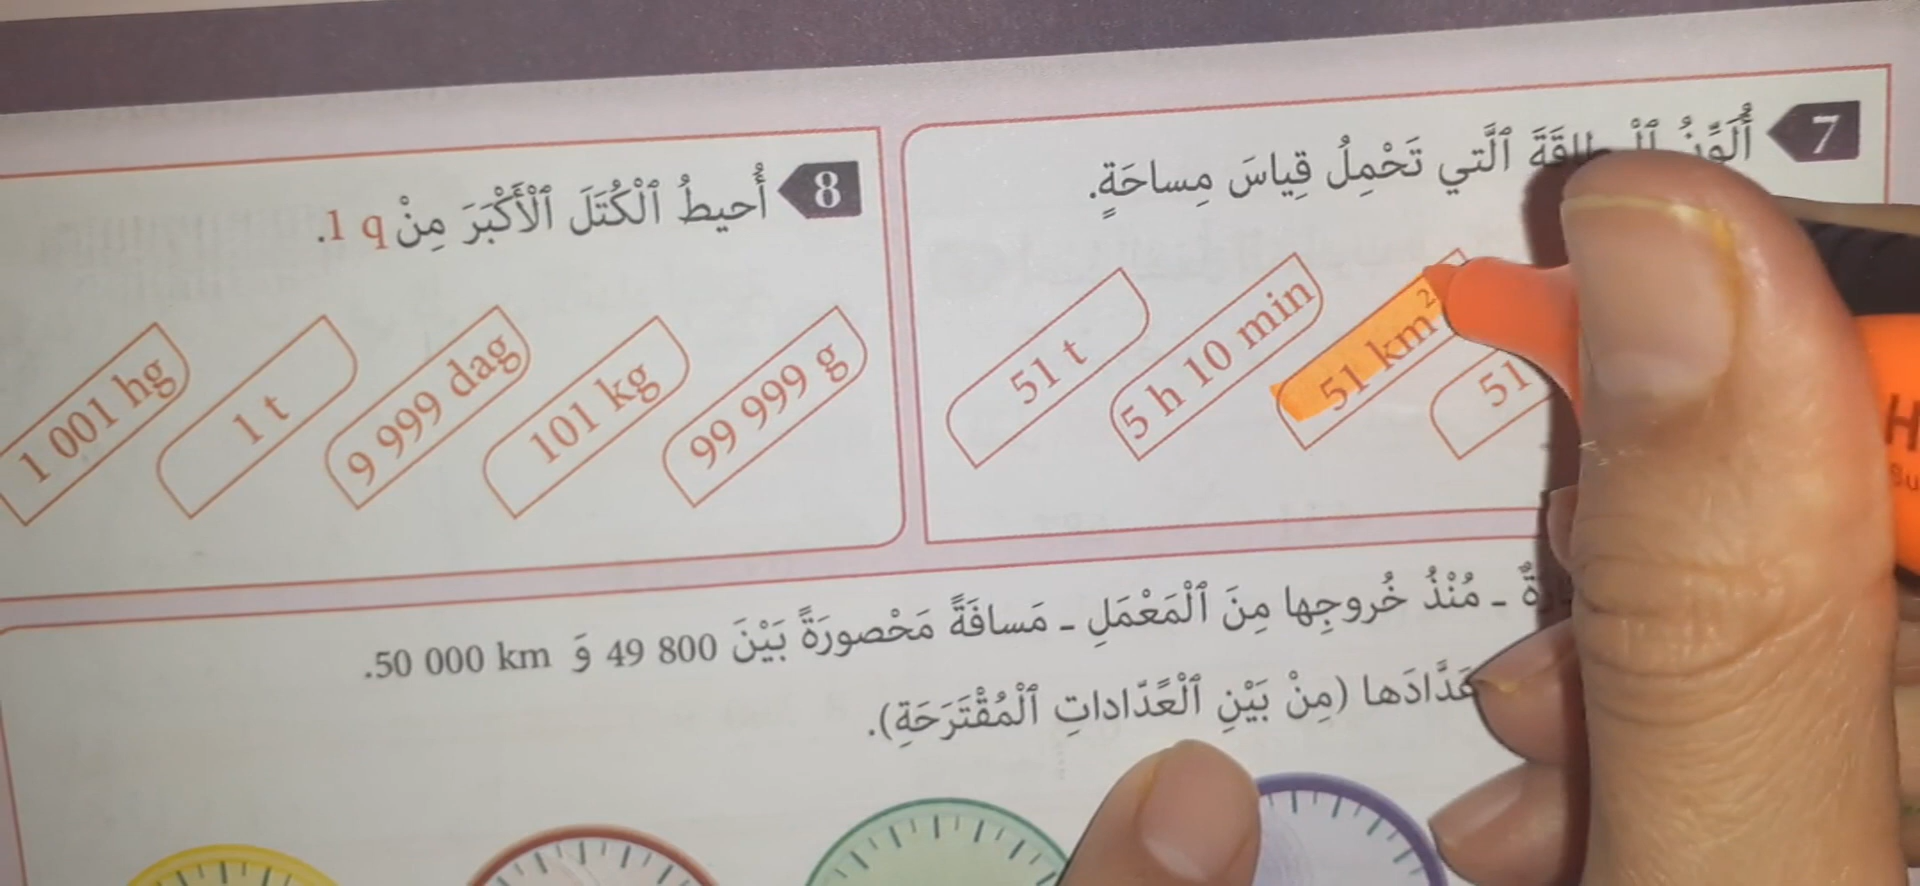 7
أُلَوِّنُ ٱلَّتي تَحْمِلُ قِياسَ مِساحَةٍ.
51
51 km²
5 h 10 min
51 t
8
أُحيطُ ٱلْكُتَلَ ٱلْأَكْبَرَ مِنْ 1 q.
99 999 g
101 kg
9 999 dag
1 t
1 001 hg
ـ مُنْذُ خُروجِها مِنَ ٱلْمَعْمَلِ ـ مَسافَةً مَحْصورَةً بَيْنَ 49 800 وَ 50 000 km.
عَدَّادَها (مِنْ بَيْنِ ٱلْعَدّاداتِ ٱلْمُقْتَرَحَةِ).